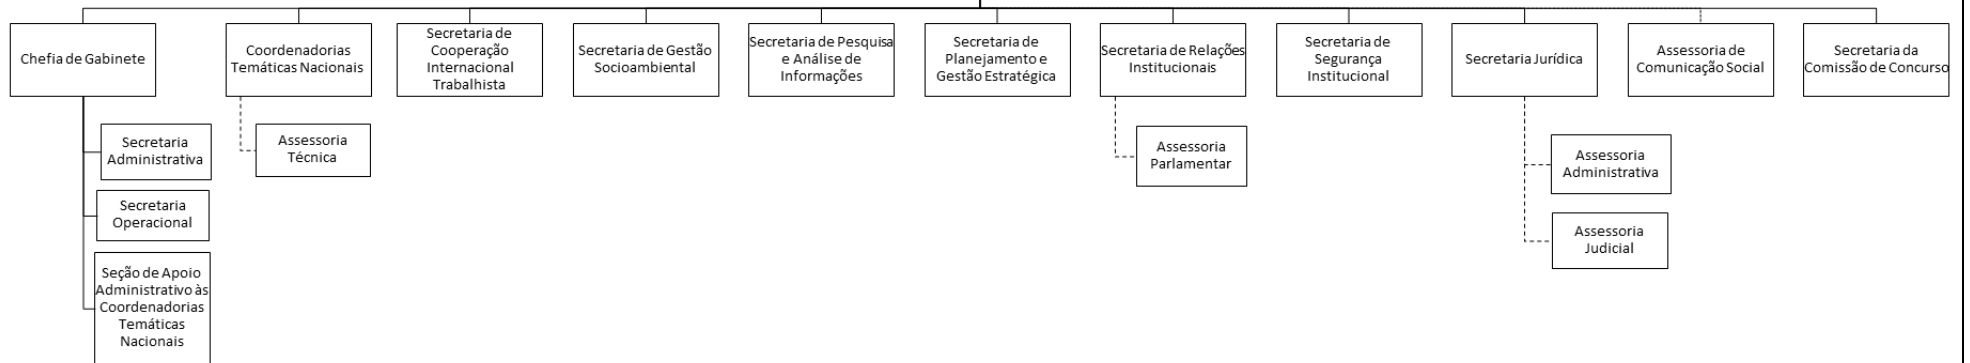 Chefia de Gabinete
Coordenadorias
Temáticas Nacionais
Secretaria de
Cooperação
Internacional
Trabalhista
Secretaria de Gestão
Socioambiental
Secretaria de Pesquisa
e Análise de
Informações
Secretaria de
Planejamento e
Gestão Estratégica
Secretaria de Relações
Institucionais
Secretaria de
Segurança
Institucional
Secretaria Jurídica
Assessoria de
Comunicação Social
Secretaria da
Comissão de Concurso
Secretaria
Administrativa
Secretaria
Operacional
Seção de Apoio
Administrativo às
Coordenadorias
Temáticas
Nacionais
Assessoria
Técnica
Assessoria
Parlamentar
Assessoria
Administrativa
Assessoria
Judicial